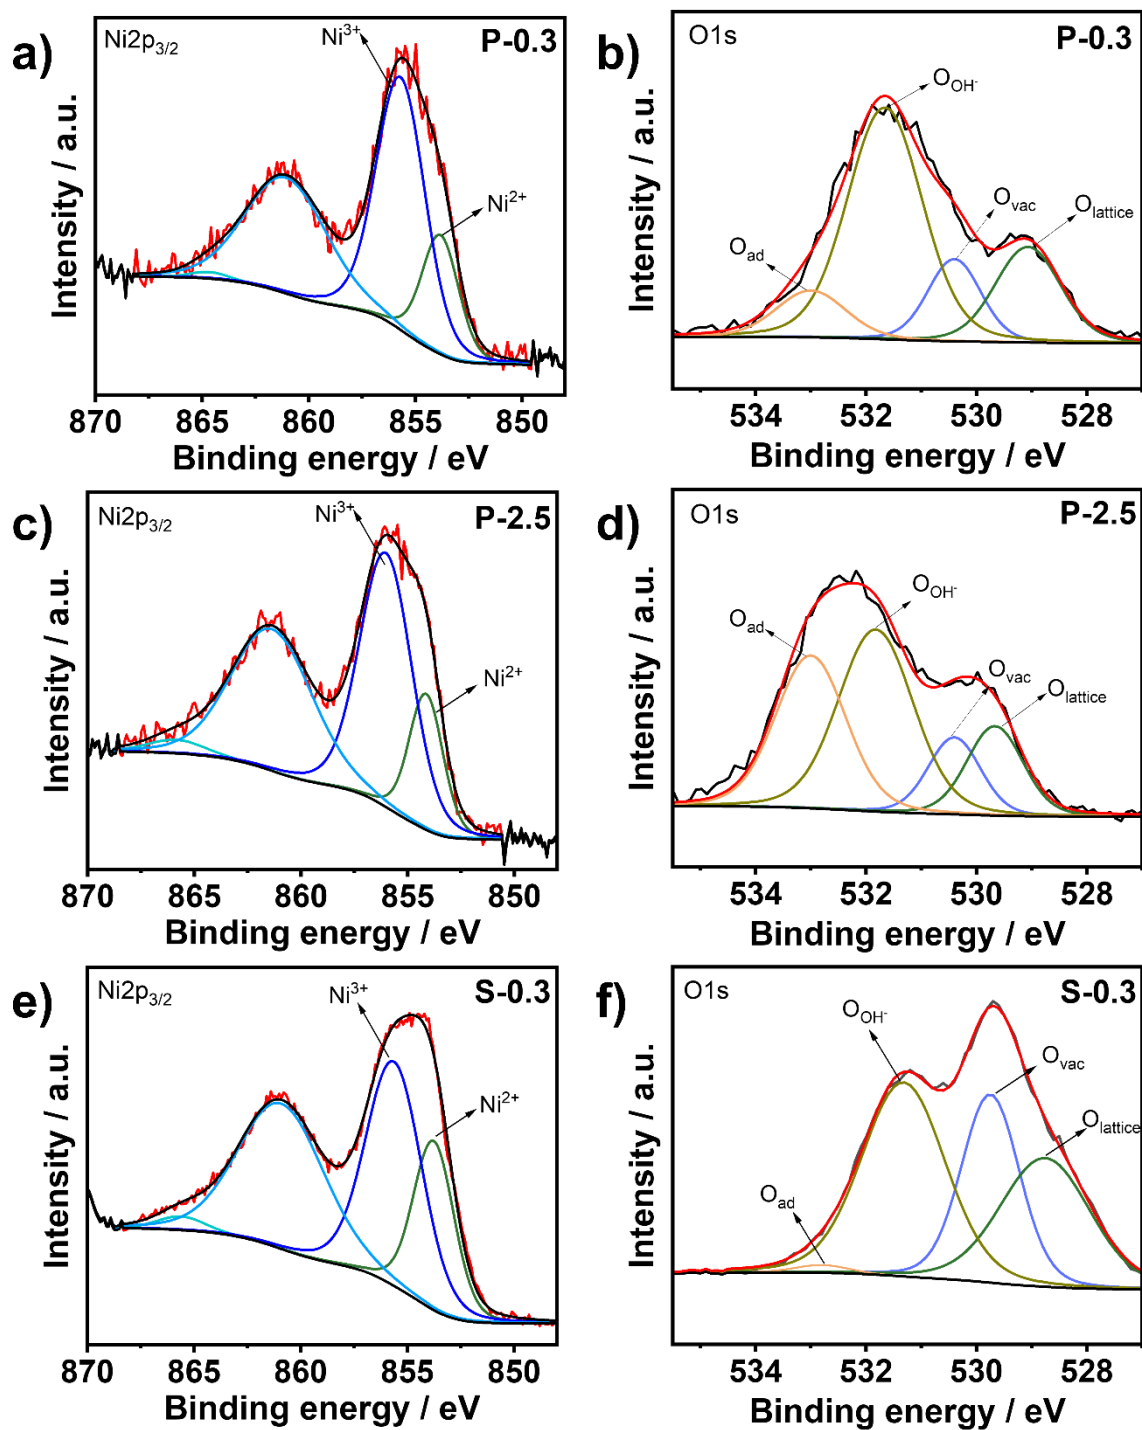 a)
Ni2p3/2
Ni3+
P-0.3
Ni2+
Intensity / a.u.
870 865 860 855 850
Binding energy / eV
b)
O1s
P-0.3
OOH-
Ovac
Olattice
Oad
Intensity / a.u.
534 532 530 528
Binding energy / eV
c)
Ni2p3/2
Ni3+
P-2.5
Ni2+
Intensity / a.u.
870 865 860 855 850
Binding energy / eV
d)
O1s
P-2.5
OOH-
Oad
Ovac
Olattice
Intensity / a.u.
534 532 530 528
Binding energy / eV
e)
Ni2p3/2
Ni3+
S-0.3
Ni2+
Intensity / a.u.
870 865 860 855 850
Binding energy / eV
f)
O1s
S-0.3
OOH-
Ovac
Olattice
Oad
Intensity / a.u.
534 532 530 528
Binding energy / eV